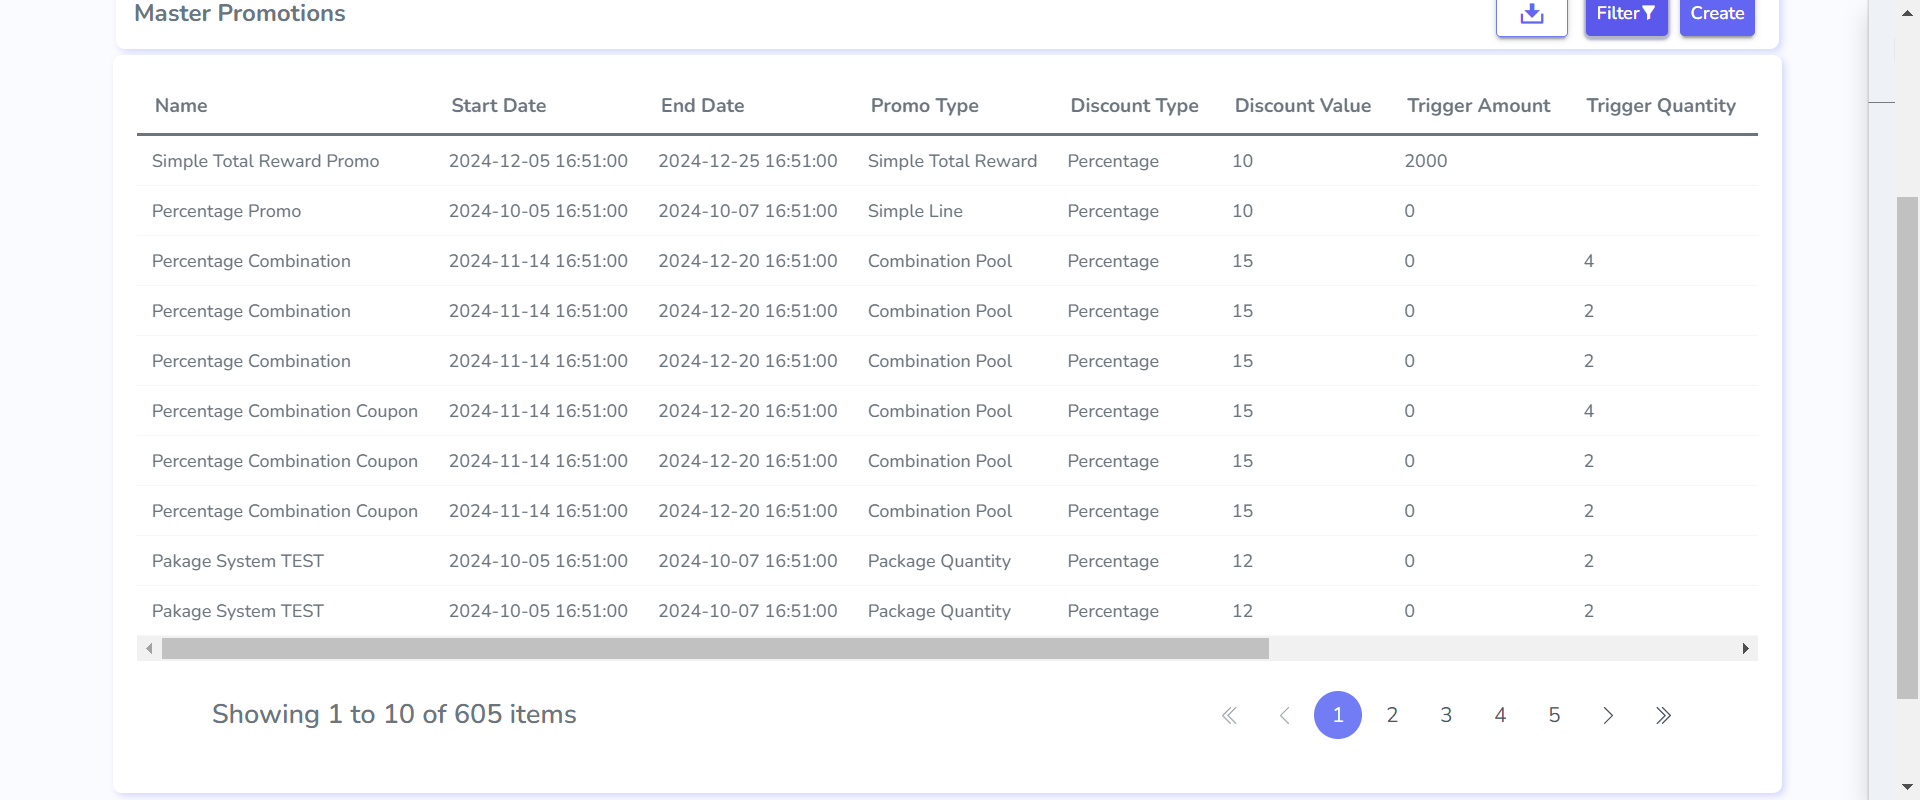 Master Promotions Filter Create
Name Start Date End Date Promo Type Discount Type Discount Value Trigger Amount Trigger Quantity
Simple Total Reward Promo 2024-12-05 16:51:00 2024-12-25 16:51:00 Simple Total Reward Percentage 10 2000
Percentage Promo 2024-10-05 16:51:00 2024-10-07 16:51:00 Simple Line Percentage 10 0
Percentage Combination 2024-11-14 16:51:00 2024-12-20 16:51:00 Combination Pool Percentage 15 0 4
Percentage Combination 2024-11-14 16:51:00 2024-12-20 16:51:00 Combination Pool Percentage 15 0 2
Percentage Combination 2024-11-14 16:51:00 2024-12-20 16:51:00 Combination Pool Percentage 15 0 2
Percentage Combination Coupon 2024-11-14 16:51:00 2024-12-20 16:51:00 Combination Pool Percentage 15 0 4
Percentage Combination Coupon 2024-11-14 16:51:00 2024-12-20 16:51:00 Combination Pool Percentage 15 0 2
Percentage Combination Coupon 2024-11-14 16:51:00 2024-12-20 16:51:00 Combination Pool Percentage 15 0 2
Pakage System TEST 2024-10-05 16:51:00 2024-10-07 16:51:00 Package Quantity Percentage 12 0 2
Pakage System TEST 2024-10-05 16:51:00 2024-10-07 16:51:00 Package Quantity Percentage 12 0 2
Showing 1 to 10 of 605 items 1 2 3 4 5